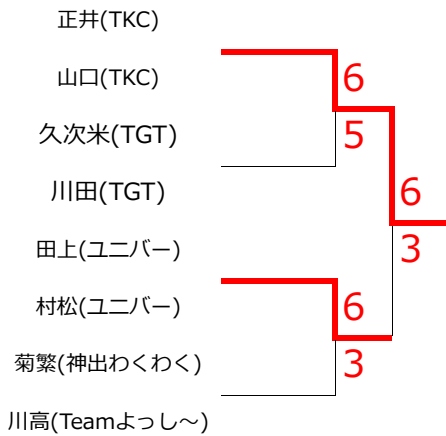 正井(TKC)
山口(TKC)
6
久次米(TGT)
5
川田(TGT)
6
田上(ユニバー)
3
村松(ユニバー)
6
菊繁(神出わくわく)
3
川高(Teamよっし～)